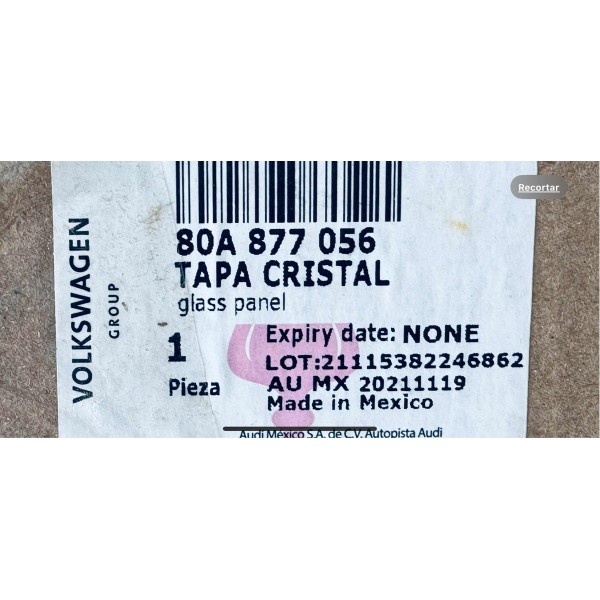 Recortar
VOLKSWAGEN
GROUP
80A 877 056
TAPA CRISTAL
glass panel
1
Pieza
Expiry date: NONE
LOT:21115382246862
AU MX 20211119
Made in Mexico
Audi México S.A. de C.V. Autopista Audi